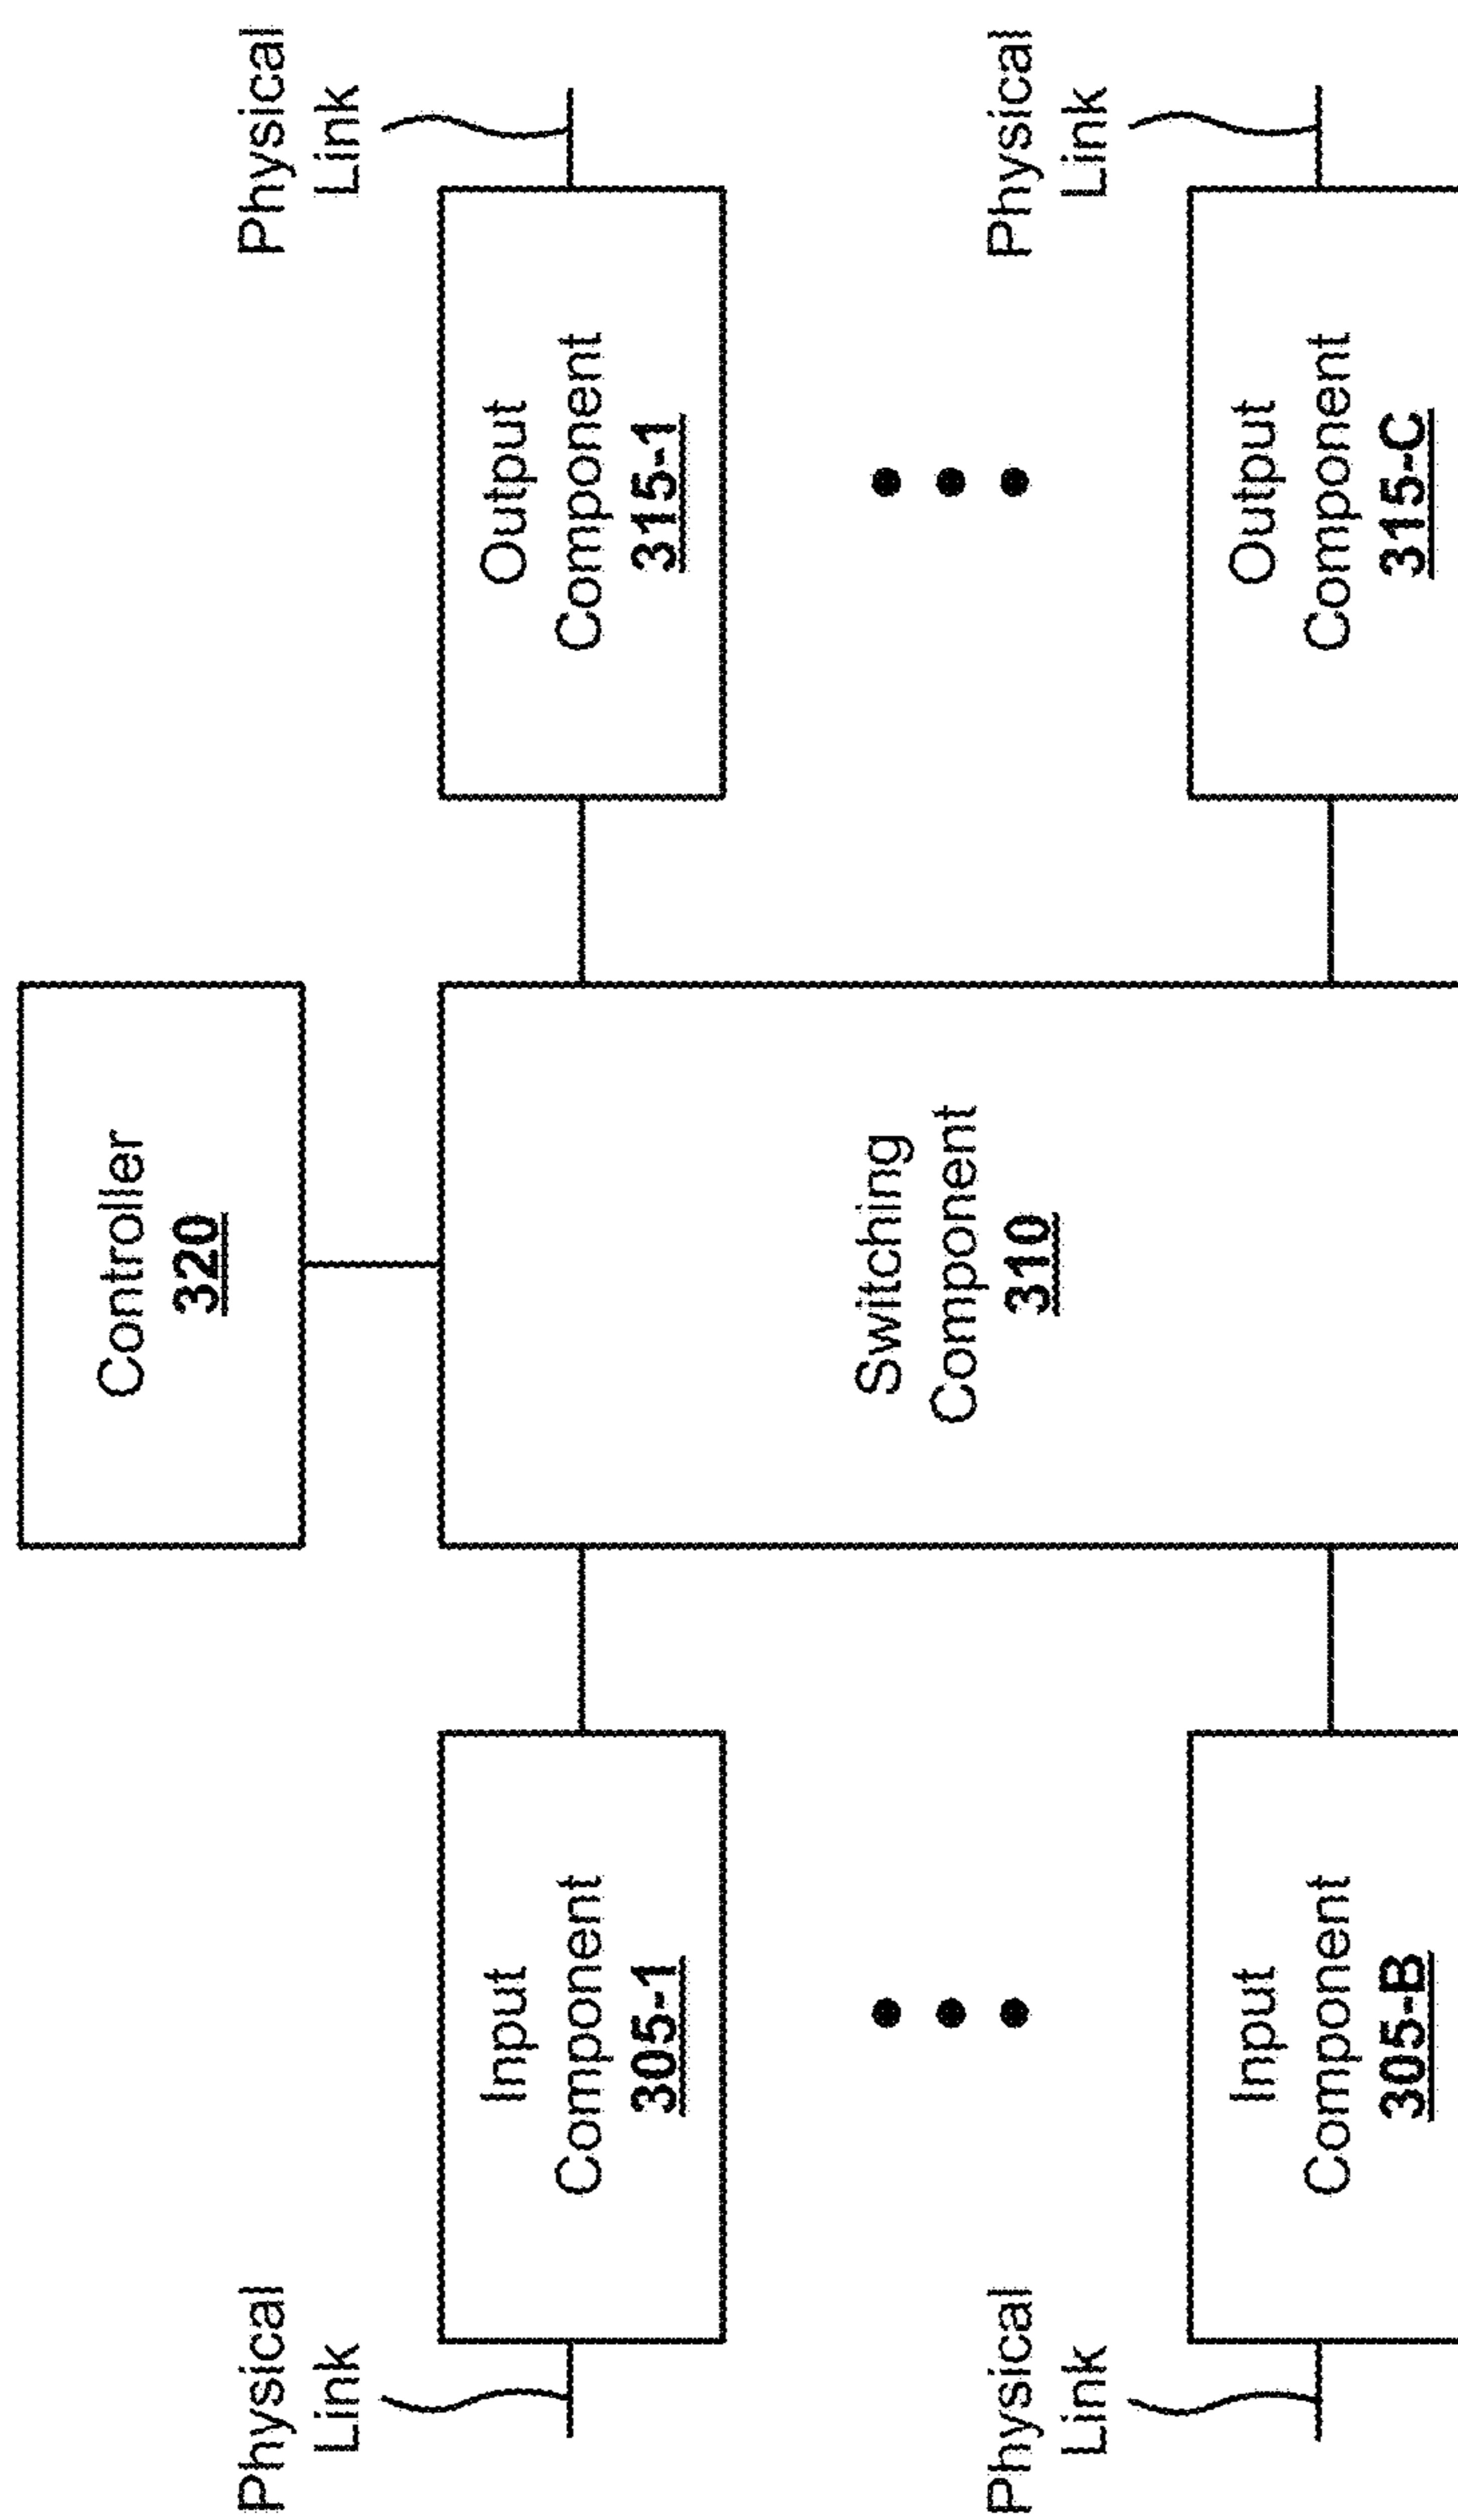 Controller
320
Physical
Link
Input
Component
305-1
Switching
Component
310
Output
Component
315-1
Physical
Link
Physical
Link
Input
Component
305-B
Output
Component
315-C
Physical
Link